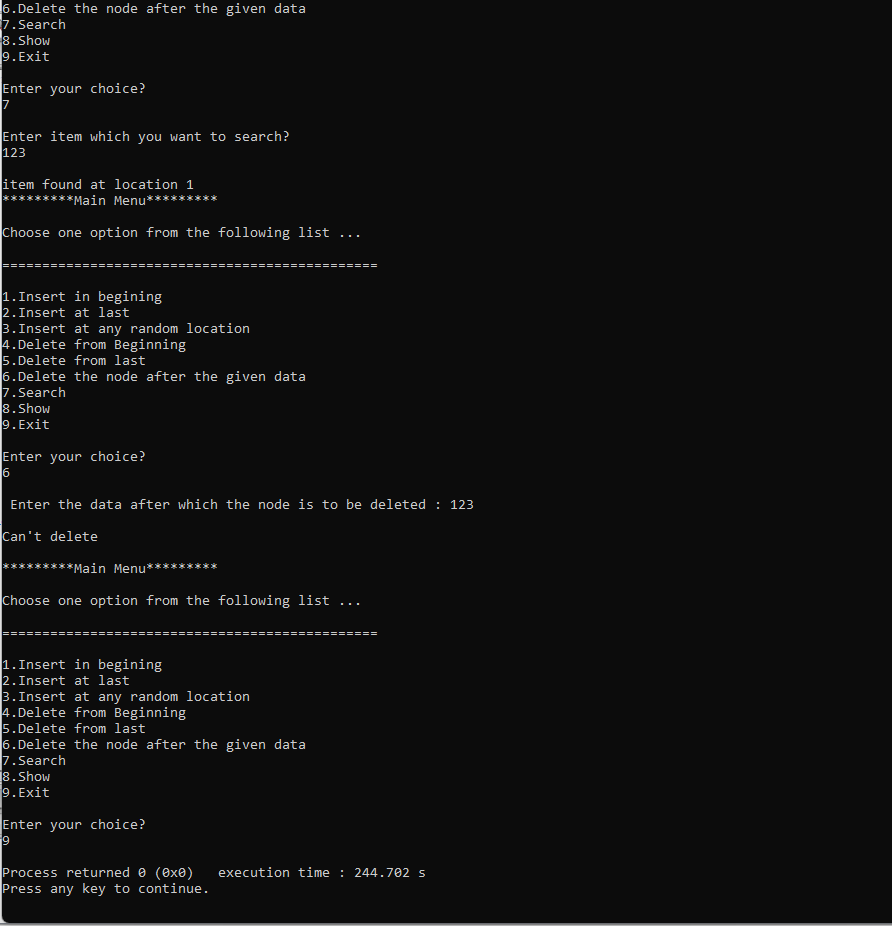 6.Delete the node after the given data
7.Search
8.Show
9.Exit
Enter your choice?
7
Enter item which you want to search?
123
item found at location 1
*********Main Menu*********
Choose one option from the following list ...
===============================================
1.Insert in begining
2.Insert at last
3.Insert at any random location
4.Delete from Beginning
5.Delete from last
6.Delete the node after the given data
7.Search
8.Show
9.Exit
Enter your choice?
6
Enter the data after which the node is to be deleted : 123
Can't delete
*********Main Menu*********
Choose one option from the following list ...
===============================================
1.Insert in begining
2.Insert at last
3.Insert at any random location
4.Delete from Beginning
5.Delete from last
6.Delete the node after the given data
7.Search
8.Show
9.Exit
Enter your choice?
9
Process returned 0 (0x0)   execution time : 244.702 s
Press any key to continue.